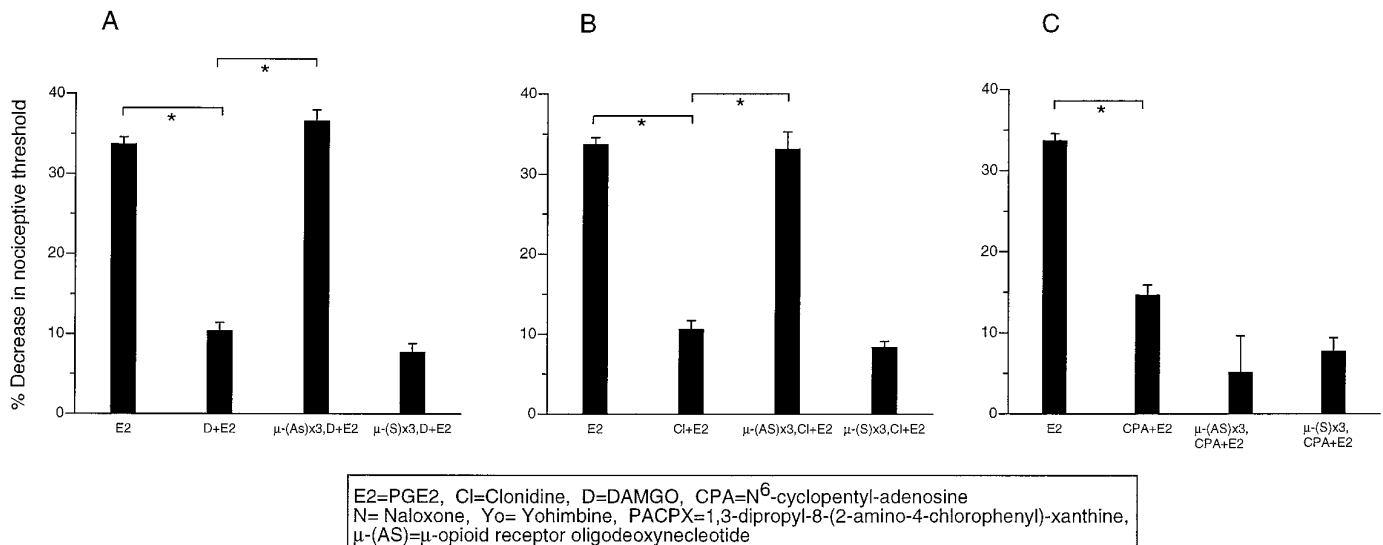 A
B
C
% Decrease in nociceptive threshold
40
30
20
10
0
*
*
E2
D+E2
μ-(As)x3,D+E2
μ-(S)x3,D+E2
40
30
20
10
0
*
*
E2
Cl+E2
μ-(AS)x3,Cl+E2
μ-(S)x3,Cl+E2
40
30
20
10
0
*
E2
CPA+E2
μ-(AS)x3,
CPA+E2
μ-(S)x3,
CPA+E2
E2=PGE2, Cl=Clonidine, D=DAMGO, CPA=N⁶-cyclopentyl-adenosine
N= Naloxone, Yo= Yohimbine, PACPX=1,3-dipropyl-8-(2-amino-4-chlorophenyl)-xanthine,
μ-(AS)=μ-opioid receptor oligodeoxynecleotide